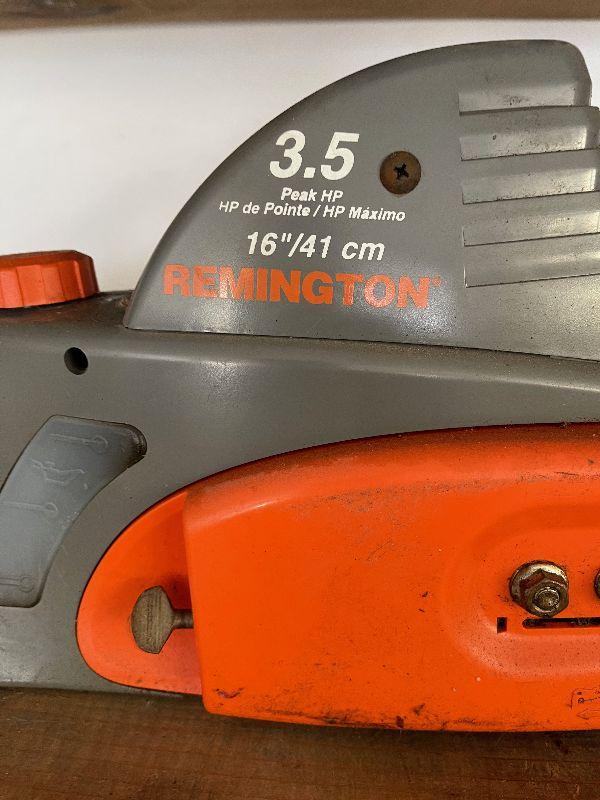 3.5
Peak HP
HP de Pointe / HP Máximo
16"/41 cm
REMINGTON